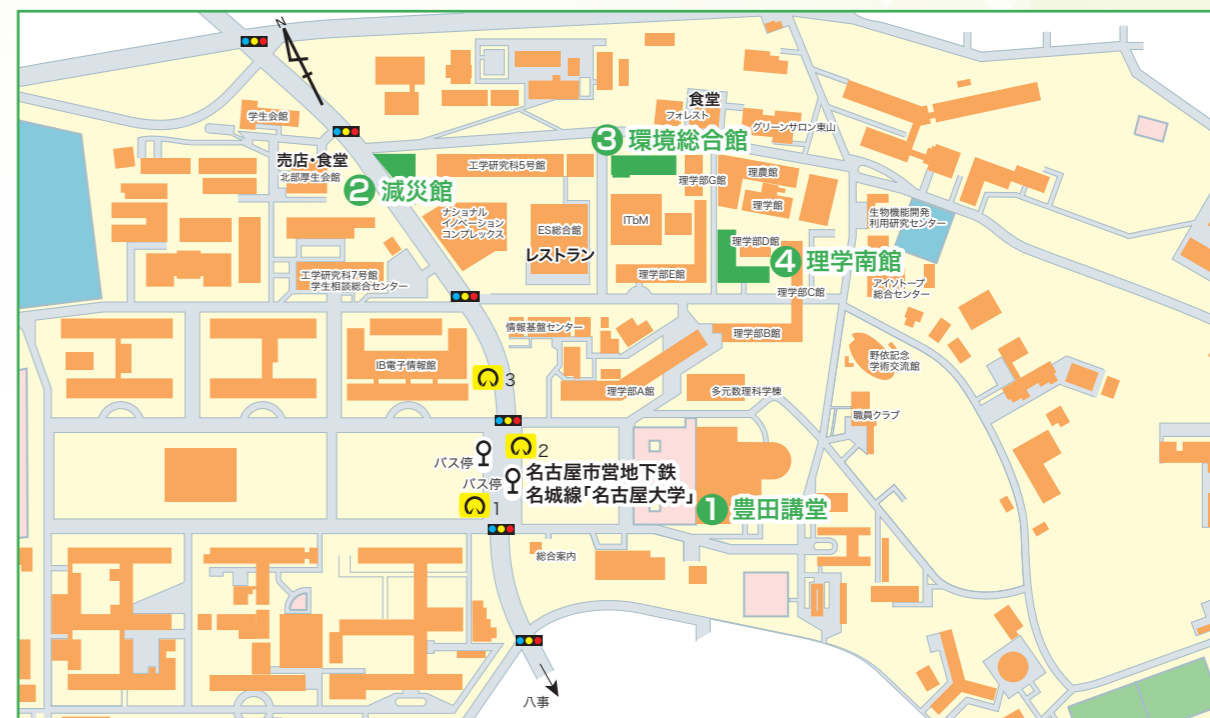 N
食堂
フォレスト
グリーンサロン東山
学生会館
③ 環境総合館
売店・食堂
北部厚生会館
② 減災館
工学研究科5号館
理学部G館
理農館
理学館
ナショナル
イノベーション
コンプレックス
ES総合館
レストラン
ITbM
生物機能開発
利用研究センター
理学部D館
④ 理学南館
工学研究科7号館
学生相談総合センター
理学部E館
理学部C館
アイソトープ
総合センター
情報基盤センター
理学部B館
IB電子情報館
野依記念
学術交流館
3
理学部A館
多元数理科学棟
職員クラブ
2
バス停
バス停
名古屋市営地下鉄
名城線「名古屋大学」
1
① 豊田講堂
総合案内
八事